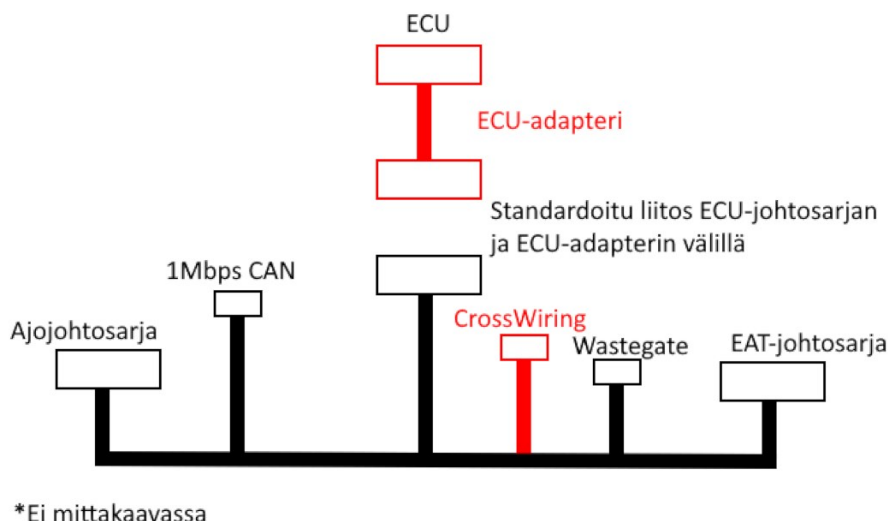 ECU
ECU-adapteri
Standardoitu liitos ECU-johtosarjan
ja ECU-adapterin välillä
1Mbps CAN
CrossWiring
Ajojohtosarja
Wastegate
EAT-johtosarja
*Ei mittakaavassa